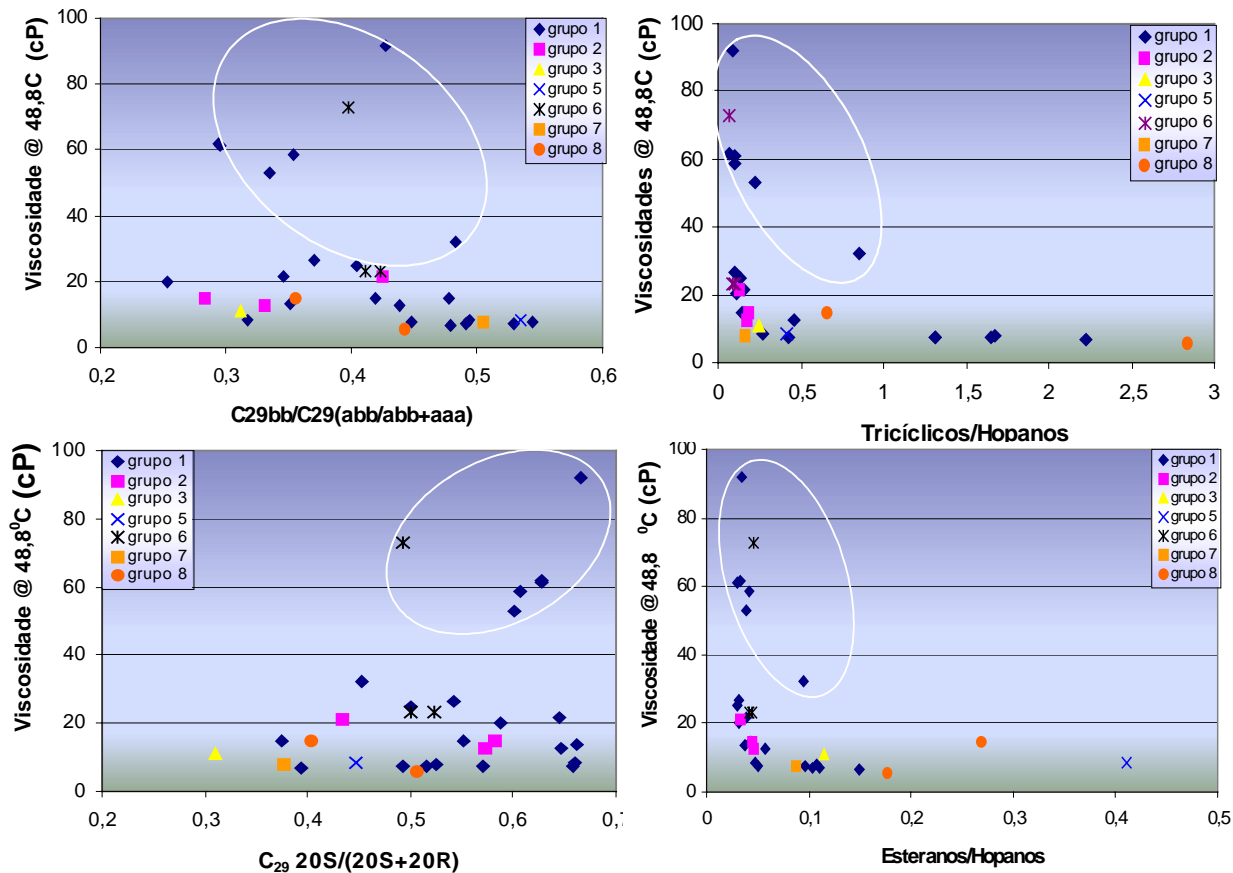 Viscosidade @ 48,8C (cP)
100
80
60
40
20
0
0,2
0,3
0,4
0,5
0,6
C29bb/C29(abb/abb+aaa)
grupo 1
grupo 2
grupo 3
grupo 5
grupo 6
grupo 7
grupo 8
Viscosidades @ 48,8C (cP)
100
80
60
40
20
0
0
0,5
1
1,5
2
2,5
3
Tricíclicos/Hopanos
grupo 1
grupo 2
grupo 3
grupo 5
grupo 6
grupo 7
grupo 8
Viscosidade @ 48,8⁰C (cP)
100
80
60
40
20
0
0,2
0,3
0,4
0,5
0,6
C₂₉ 20S/(20S+20R)
grupo 1
grupo 2
grupo 3
grupo 5
grupo 6
grupo 7
grupo 8
Viscosidade @ 48,8 ⁰C (cP)
100
80
60
40
20
0
0
0,1
0,2
0,3
0,4
0,5
Esteranos/Hopanos
grupo 1
grupo 2
grupo 3
grupo 5
grupo 6
grupo 7
grupo 8